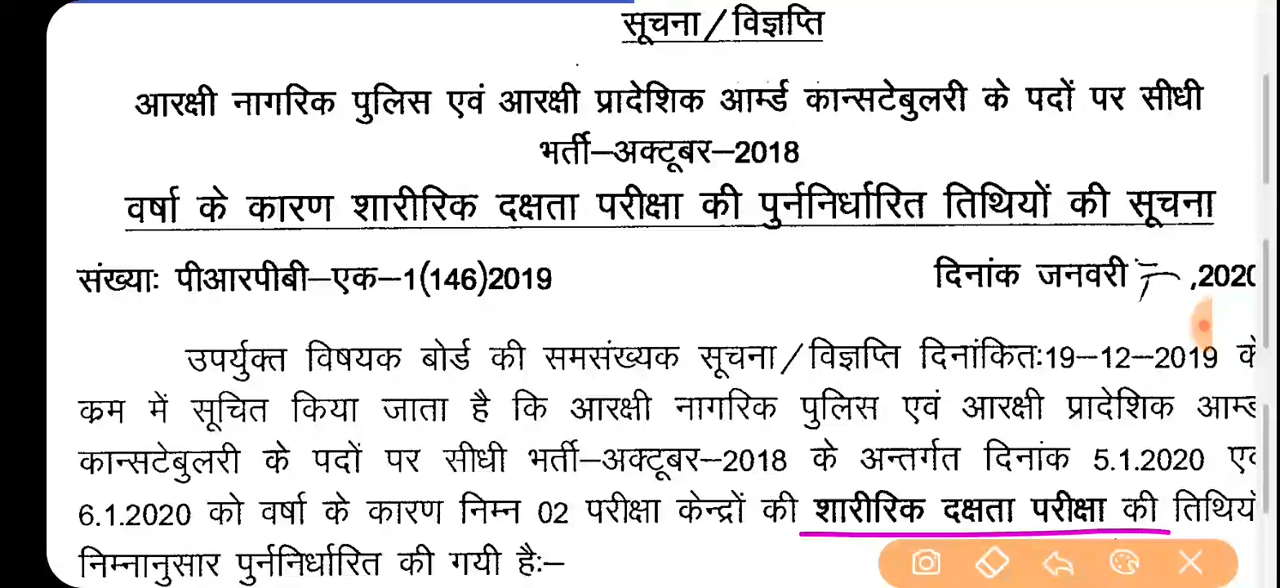 सूचना/विज्ञप्ति
आरक्षी नागरिक पुलिस एवं आरक्षी प्रादेशिक आर्म्ड कान्सटेबुलरी के पदों पर सीधी
भर्ती–अक्टूबर–2018
वर्षा के कारण शारीरिक दक्षता परीक्षा की पुर्ननिर्धारित तिथियों की सूचना
संख्याः पीआरपीबी–एक–1(146)2019 दिनांक जनवरी ,202
उपर्युक्त विषयक बोर्ड की समसंख्यक सूचना/विज्ञप्ति दिनांकितः19–12–2019 के
क्रम में सूचित किया जाता है कि आरक्षी नागरिक पुलिस एवं आरक्षी प्रादेशिक
कान्सटेबुलरी के पदों पर सीधी भर्ती–अक्टूबर–2018 के अन्तर्गत दिनांक 5.1.2020
6.1.2020 को वर्षा के कारण निम्न 02 परीक्षा केन्द्रों की शारीरिक दक्षता परीक्षा की
निम्नानुसार पुर्ननिर्धारित की गयी हैः–